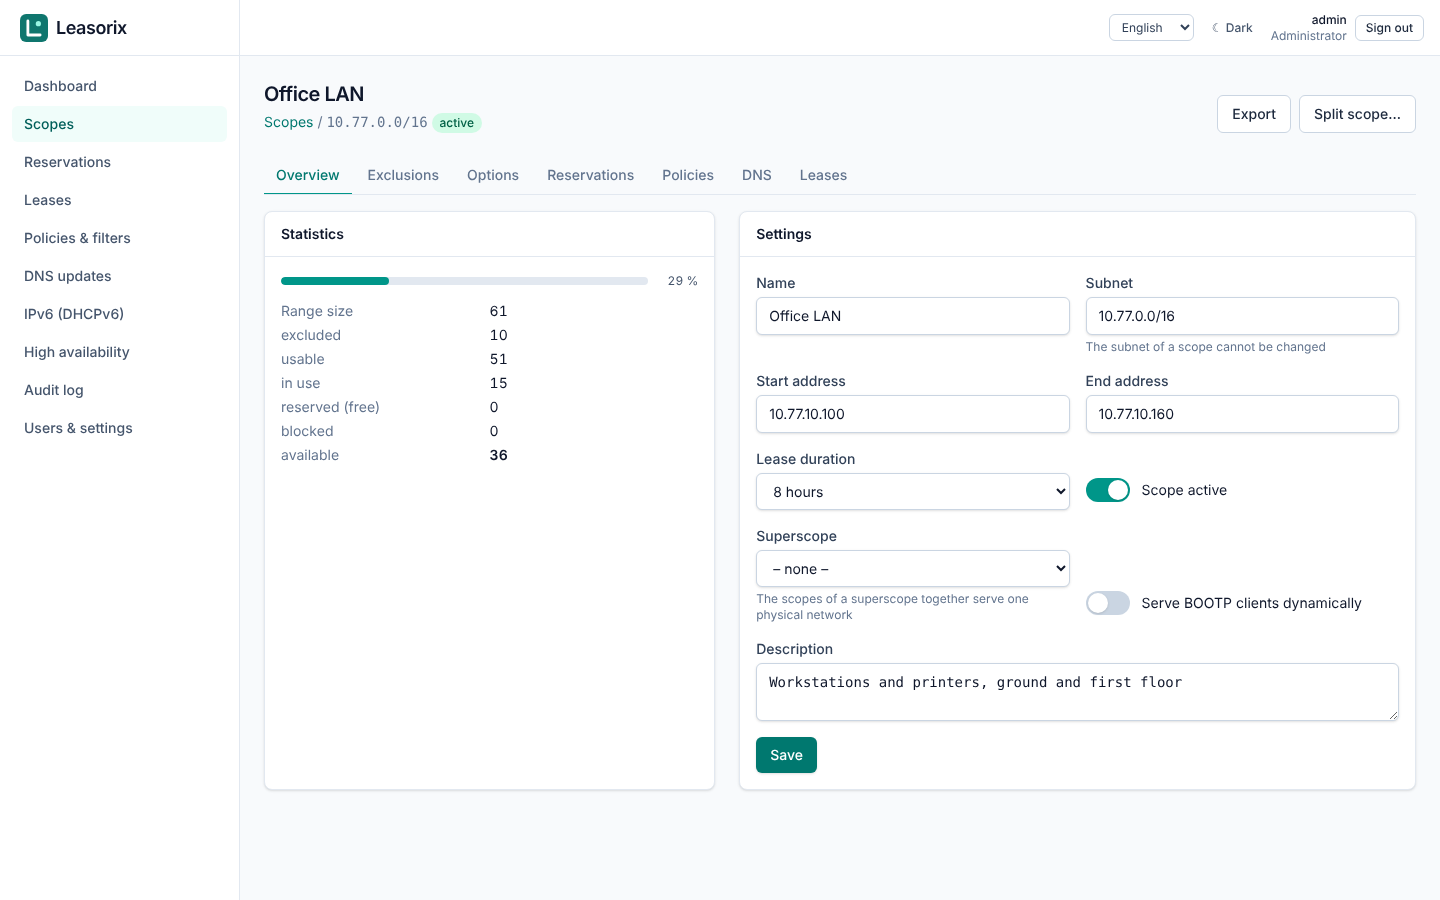 Leasorix
English
☾ Dark
admin
Administrator
Sign out
Dashboard
Scopes
Reservations
Leases
Policies & filters
DNS updates
IPv6 (DHCPv6)
High availability
Audit log
Users & settings
Office LAN
Scopes / 10.77.0.0/16 active
Export
Split scope...
Overview Exclusions Options Reservations Policies DNS Leases
Statistics
29 %
Range size 61
excluded 10
usable 51
in use 15
reserved (free) 0
blocked 0
available 36
Settings
Name
Office LAN
Subnet
10.77.0.0/16
The subnet of a scope cannot be changed
Start address
10.77.10.100
End address
10.77.10.160
Lease duration
8 hours
Scope active
Superscope
– none –
The scopes of a superscope together serve one
physical network
Serve BOOTP clients dynamically
Description
Workstations and printers, ground and first floor
Save